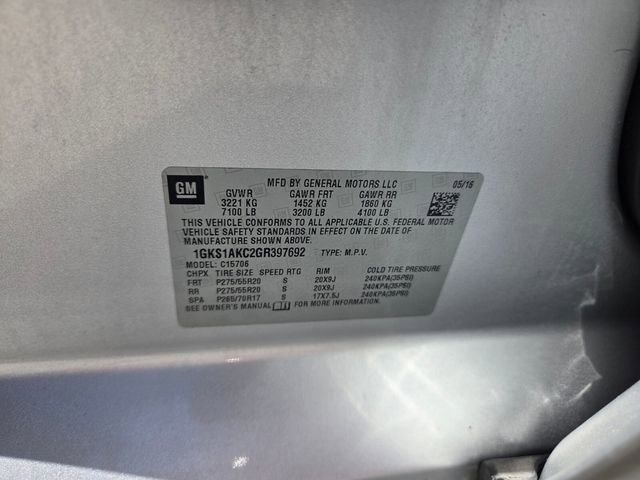 GM
MFD BY GENERAL MOTORS LLC
05/16
GVWR GAWR FRT GAWR RR
3221 KG 1452 KG 1860 KG
7100 LB 3200 LB 4100 LB
THIS VEHICLE CONFORMS TO ALL APPLICABLE U.S. FEDERAL MOTOR
VEHICLE SAFETY STANDARDS IN EFFECT ON THE DATE OF
MANUFACTURE SHOWN ABOVE.
1GKS1AKC2GR397692 TYPE: M.P.V.
MODEL: C15706
CHPX TIRE SIZE SPEED RTG RIM COLD TIRE PRESSURE
FRT P275/55R20 S 20X9J 240KPA(35PSI)
RR P275/55R20 S 20X9J 240KPA(35PSI)
SPA P265/70R17 S 17X7.5J 240KPA(35PSI)
SEE OWNER'S MANUAL FOR MORE INFORMATION.